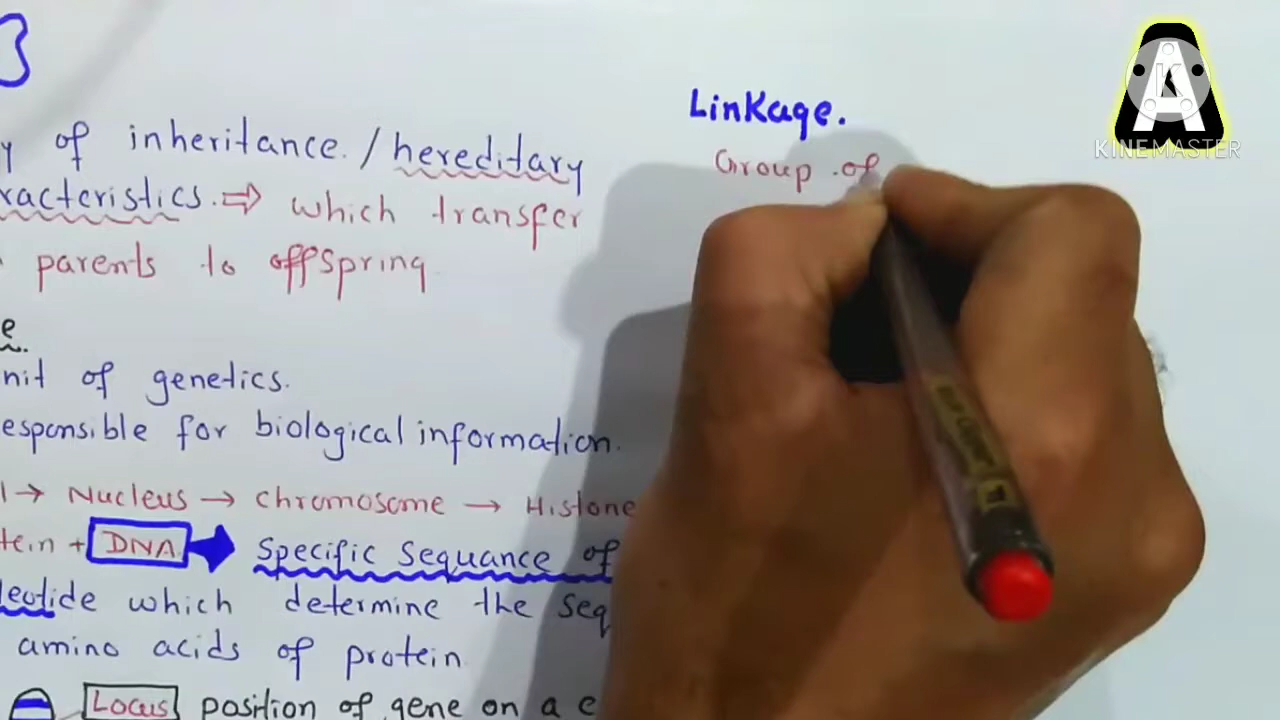 3
y of inheritance. / hereditary
racteristics. ⇒ which transfer
parents to offspring
e
nit of genetics.
esponsible for biological information.
l → Nucleus → chromosome → Histone
tein + DNA → Specific Sequance of
leotide which determine the seq
amino acids of protein
Locus position of gene on a c
LinKage.
Group of
A
K
KINEMASTER